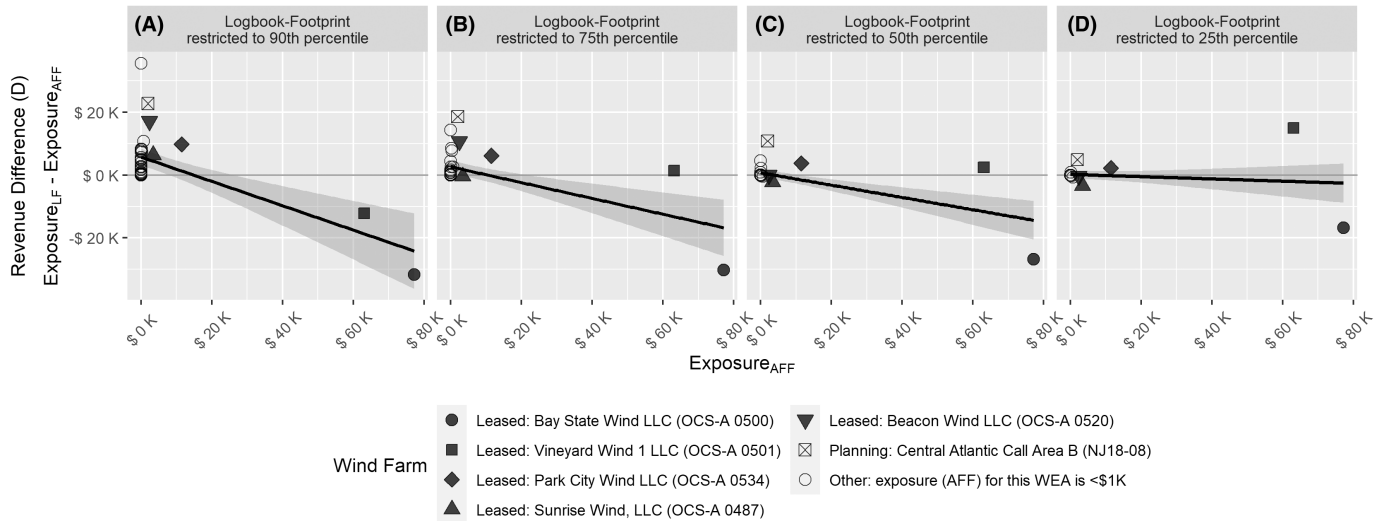 (A) Logbook-Footprint
restricted to 90th percentile
(B) Logbook-Footprint
restricted to 75th percentile
(C) Logbook-Footprint
restricted to 50th percentile
(D) Logbook-Footprint
restricted to 25th percentile
Revenue Difference (D)
Exposure_LF - Exposure_AFF
$ 20 K
$ 0 K
-$ 20 K
$ 0 K $ 20 K $ 40 K $ 60 K $ 80 K
$ 0 K $ 20 K $ 40 K $ 60 K $ 80 K
$ 0 K $ 20 K $ 40 K $ 60 K $ 80 K
$ 0 K $ 20 K $ 40 K $ 60 K $ 80 K
Exposure_AFF
Wind Farm
Leased: Bay State Wind LLC (OCS-A 0500)
Leased: Vineyard Wind 1 LLC (OCS-A 0501)
Leased: Park City Wind LLC (OCS-A 0534)
Leased: Sunrise Wind, LLC (OCS-A 0487)
Leased: Beacon Wind LLC (OCS-A 0520)
Planning: Central Atlantic Call Area B (NJ18-08)
Other: exposure (AFF) for this WEA is <$1K